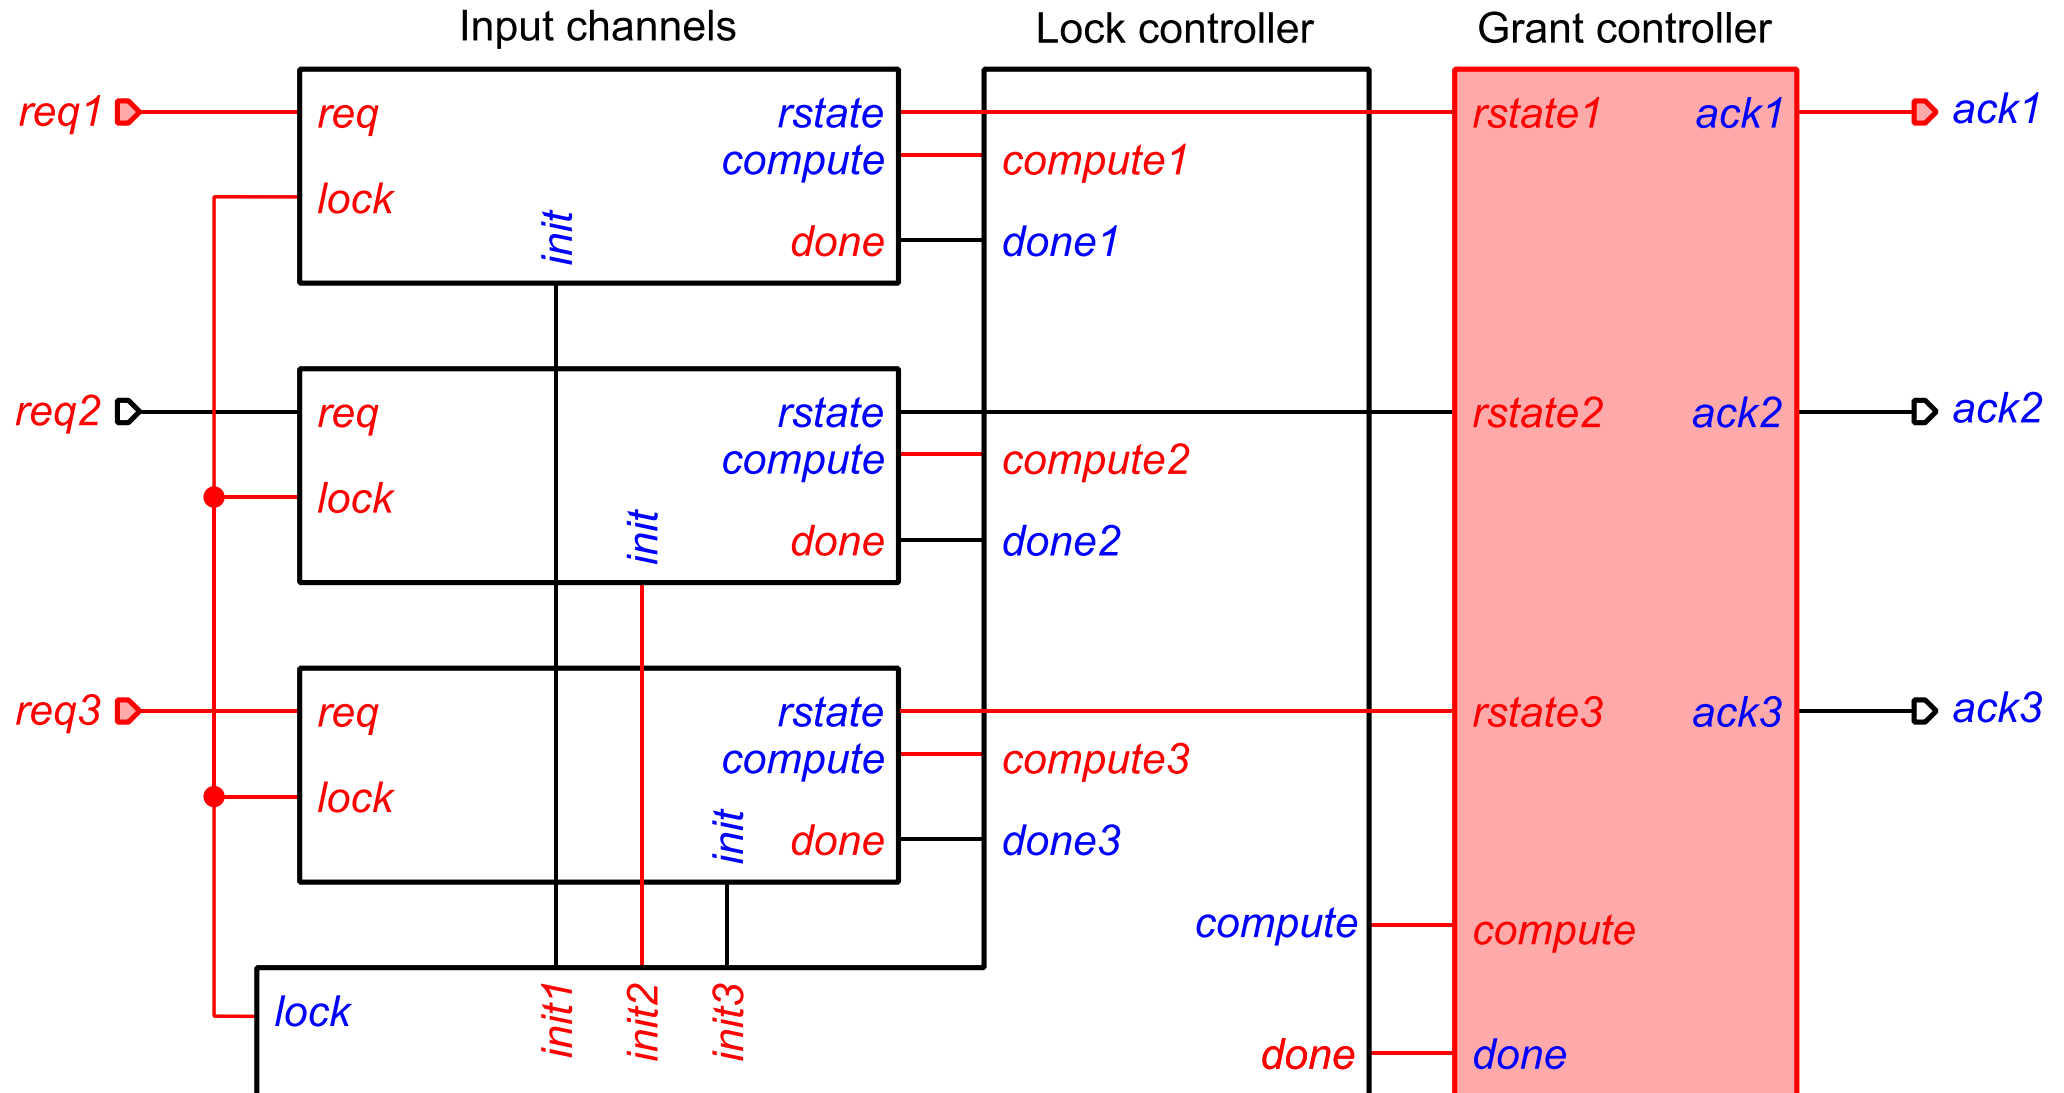 Input channels
Lock controller
Grant controller
req1
req
rstate
rstate1
ack1
ack1
compute
compute1
lock
init
done
done1
req2
req
rstate
rstate2
ack2
ack2
compute
compute2
lock
init
done
done2
req3
req
rstate
rstate3
ack3
ack3
compute
compute3
lock
init
done
done3
compute
compute
lock
init1
init2
init3
done
done